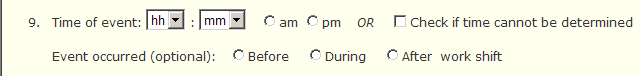 9. Time of event: hh : mm am pm OR Check if time cannot be determined
Event occurred (optional): Before During After work shift